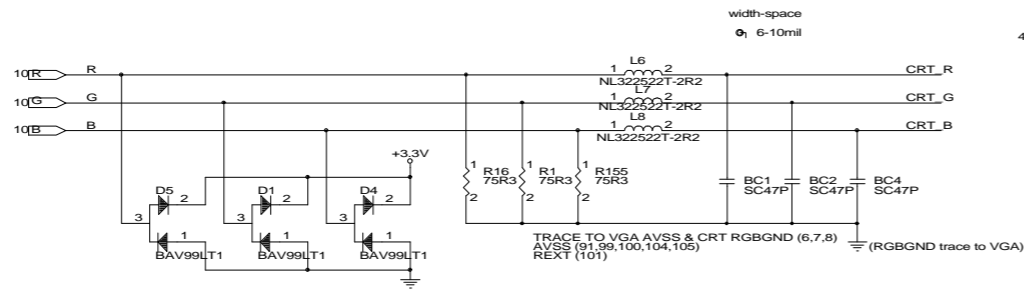 width-space
6-10mil
4
10 R R L6 CRT_R
1 2
NL322522T-2R2
10 G G L7 CRT_G
1 2
NL322522T-2R2
10 B B L8 CRT_B
1 2
NL322522T-2R2
+3.3V
1 1 1
R16 R1 R155
75R3 75R3 75R3
2 2 2
BC1 BC2 BC4
SC47P SC47P SC47P
D5 D1 D4
2 2 2
3 3 3
1 1 1
BAV99LT1 BAV99LT1 BAV99LT1
TRACE TO VGA AVSS & CRT RGBGND (6,7,8)
AVSS (91,99,100,104,105)
REXT (101)
(RGBGND trace to VGA)